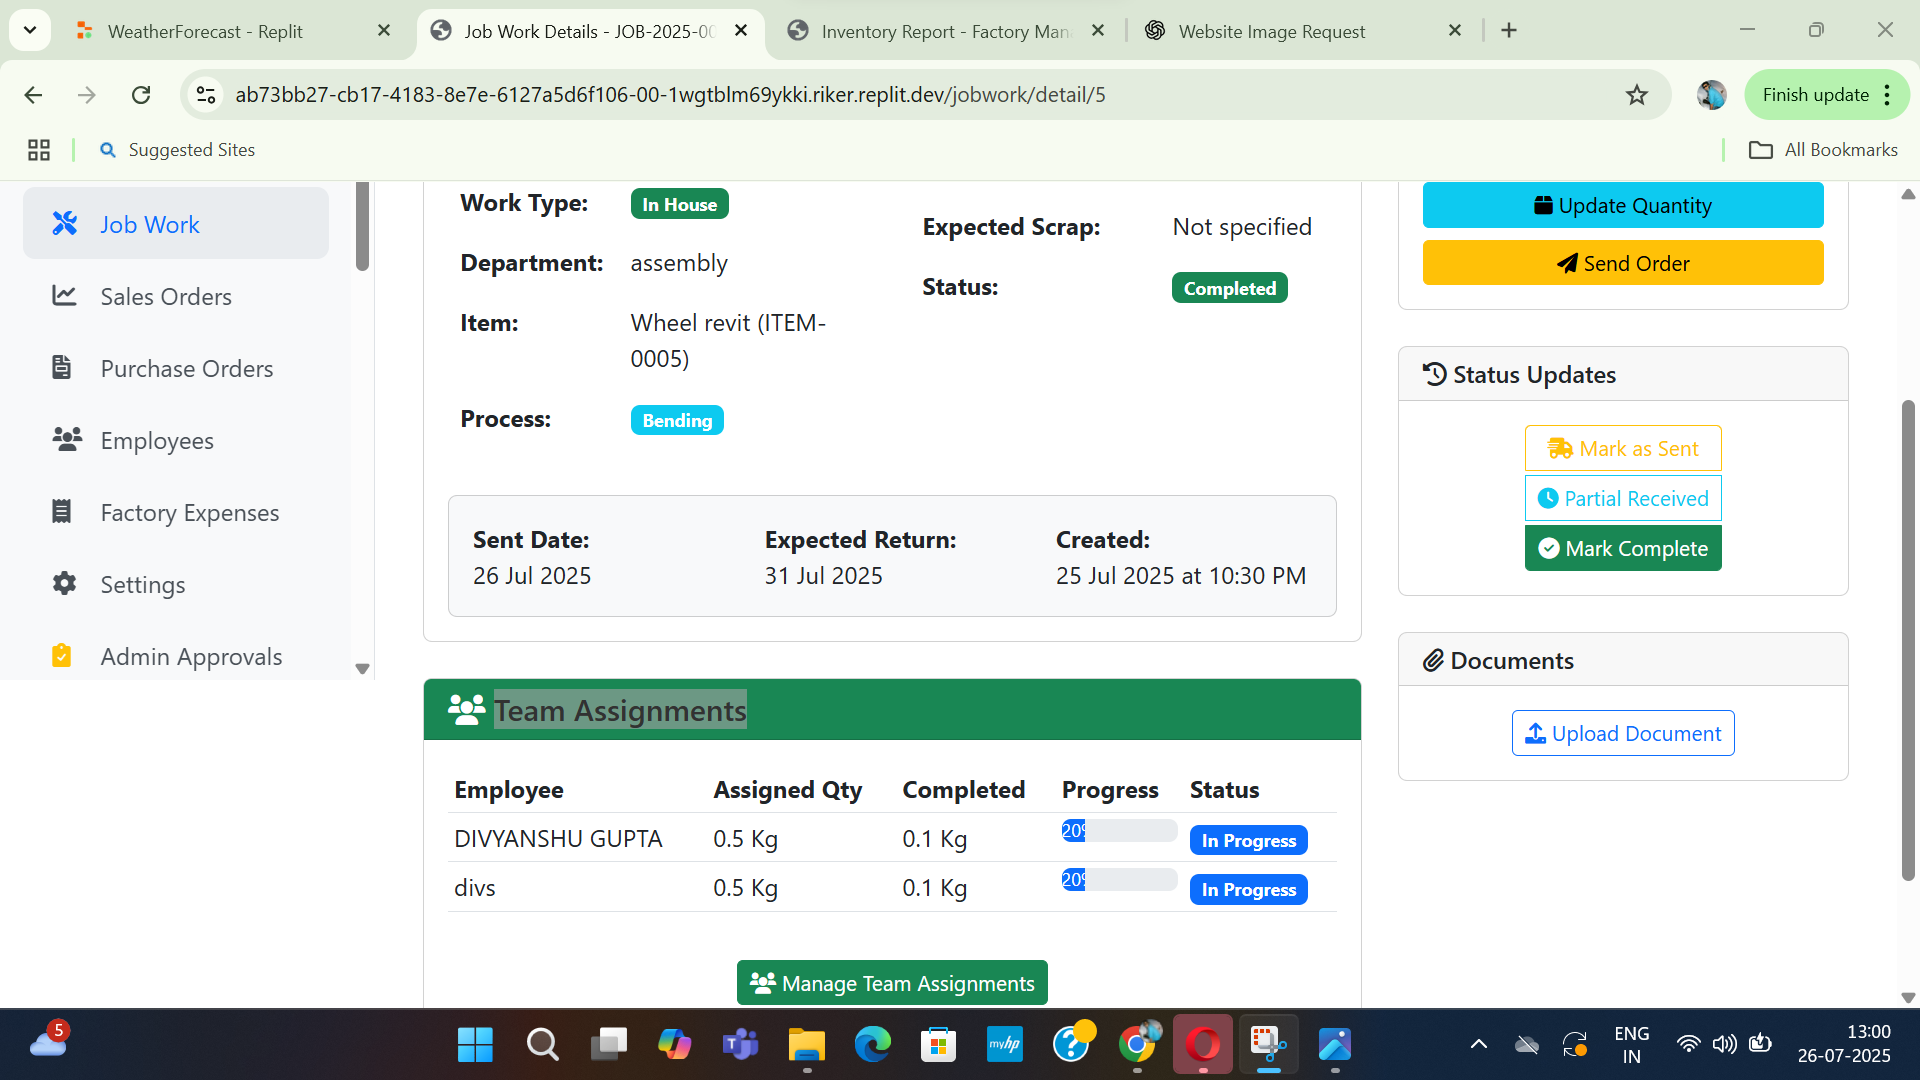 WeatherForecast - Replit
Job Work Details - JOB-2025-00
Inventory Report - Factory Man
Website Image Request
ab73bb27-cb17-4183-8e7e-6127a5d6f106-00-1wgtblm69ykki.riker.replit.dev/jobwork/detail/5
Finish update
Suggested Sites
All Bookmarks
Job Work
Sales Orders
Purchase Orders
Employees
Factory Expenses
Settings
Admin Approvals
Work Type: In House
Department: assembly
Item: Wheel revit (ITEM-
0005)
Process: Bending
Expected Scrap: Not specified
Status: Completed
Sent Date: Expected Return: Created:
26 Jul 2025 31 Jul 2025 25 Jul 2025 at 10:30 PM
Team Assignments
Employee Assigned Qty Completed Progress Status
DIVYANSHU GUPTA 0.5 Kg 0.1 Kg 20% In Progress
divs 0.5 Kg 0.1 Kg 20% In Progress
Manage Team Assignments
Update Quantity
Send Order
Status Updates
Mark as Sent
Partial Received
Mark Complete
Documents
Upload Document
5
myhp
ENG
IN
13:00
26-07-2025